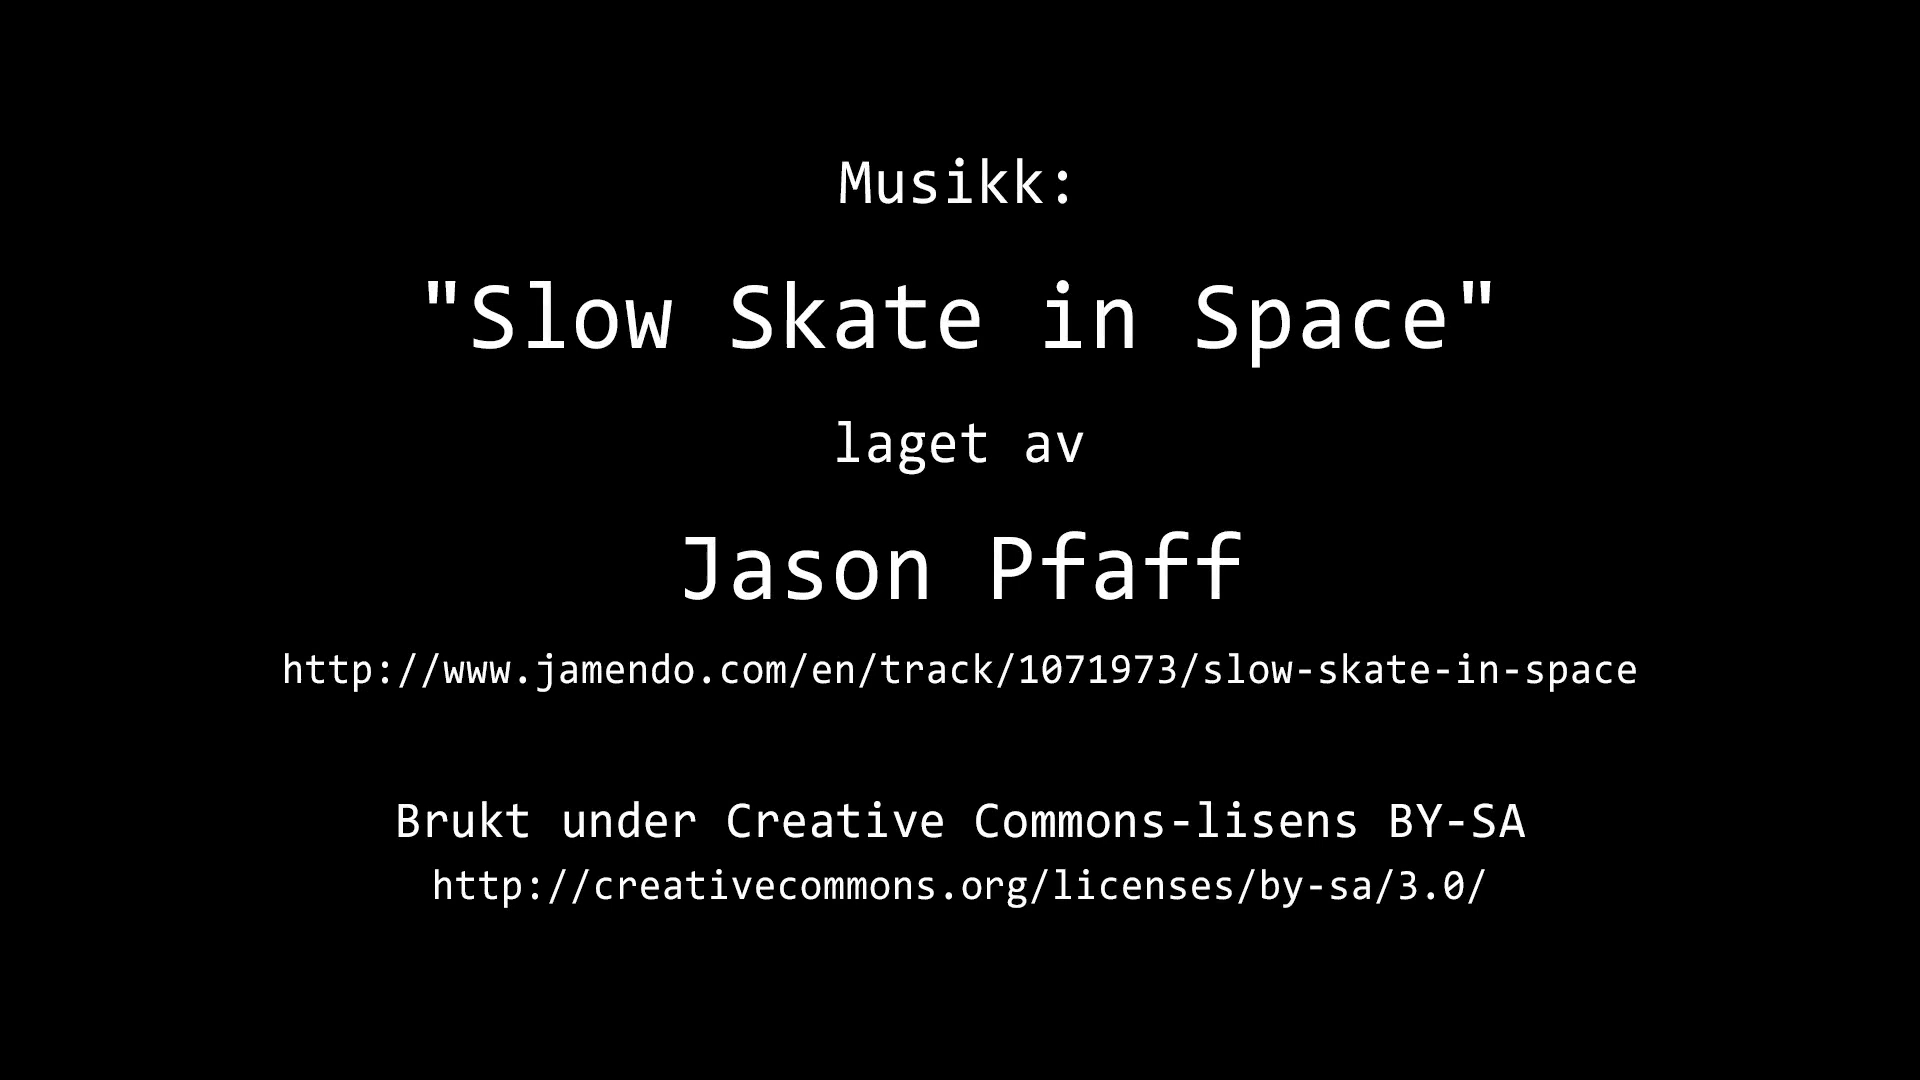 Musikk:
"Slow Skate in Space"
laget av
Jason Pfaff
http://www.jamendo.com/en/track/1071973/slow-skate-in-space
Brukt under Creative Commons-lisens BY-SA
http://creativecommons.org/licenses/by-sa/3.0/